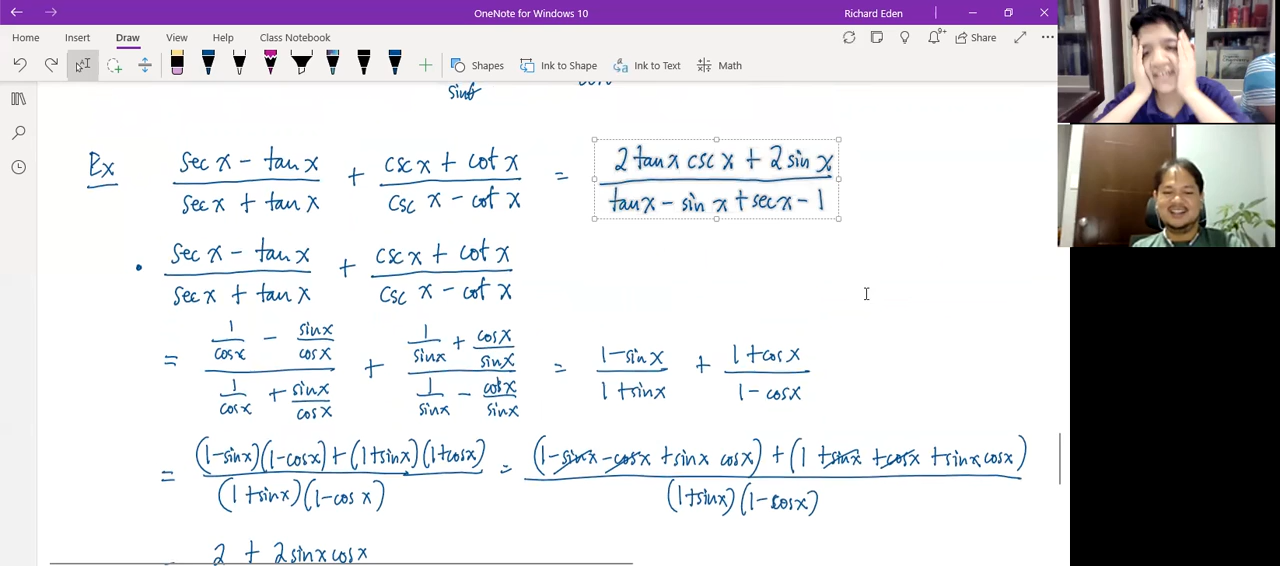 OneNote for Windows 10
Richard Eden
Home Insert Draw View Help Class Notebook
Share
Shapes Ink to Shape Ink to Text Math
sinθ
Ex (sec x - tan x)/(sec x + tan x) + (csc x + cot x)/(csc x - cot x) = (2 tan x csc x + 2 sin x)/(tan x - sin x + sec x - 1)
• (sec x - tan x)/(sec x + tan x) + (csc x + cot x)/(csc x - cot x)
= (1/cos x - sin x/cos x)/(1/cos x + sin x/cos x) + (1/sin x + cos x/sin x)/(1/sin x - cos x/sin x) = (1 - sin x)/(1 + sin x) + (1 + cos x)/(1 - cos x)
= ((1 - sin x)(1 - cos x) + (1 + sin x)(1 + cos x))/((1 + sin x)(1 - cos x)) = ((1 - sin x - cos x + sin x cos x) + (1 + sin x + cos x + sin x cos x))/((1 + sin x)(1 - cos x))
= 2 + 2 sin x cos x